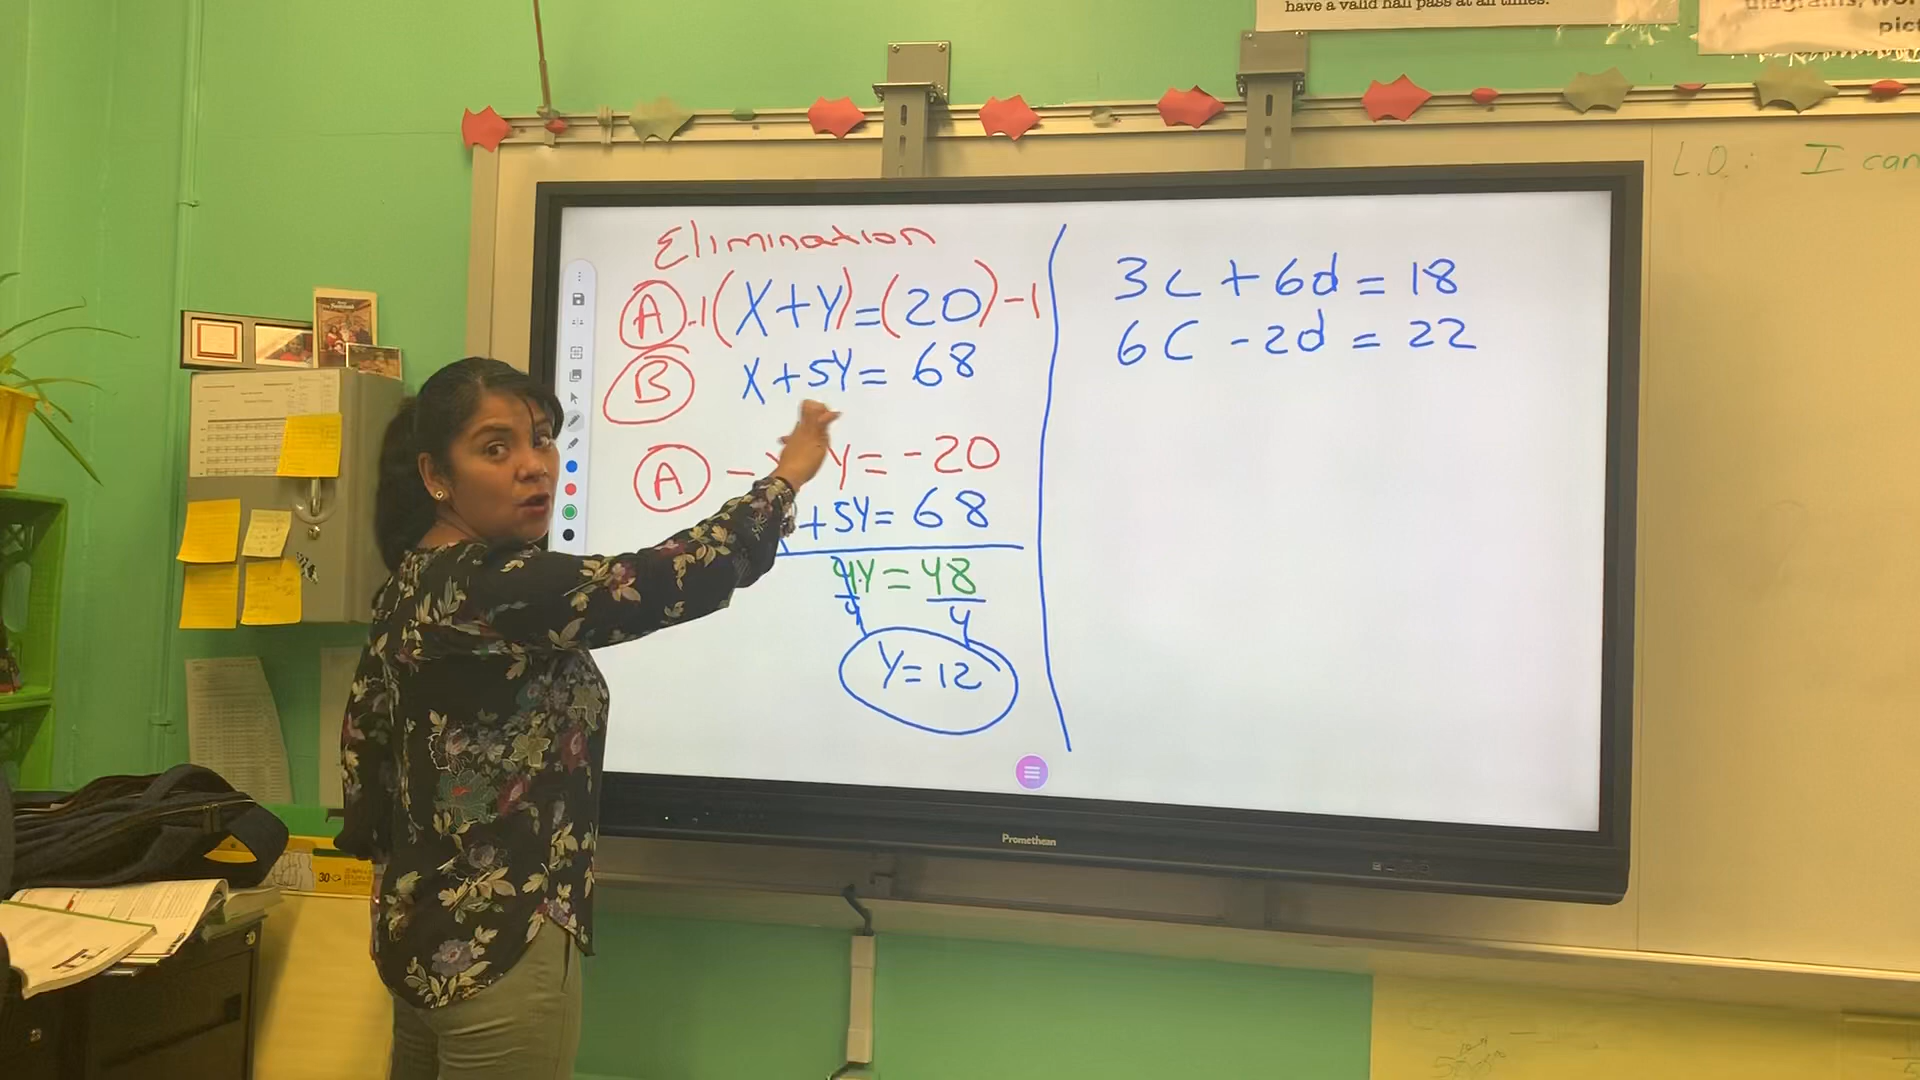 have a valid hall pass at all times.
L.O.: I can
Elimination
A -1(X+Y)=(20)-1
B X+5Y=68
A Y=-20
+5Y=68
4Y=48
4 4
Y=12
3c+6d=18
6c-2d=22
Promethean
30